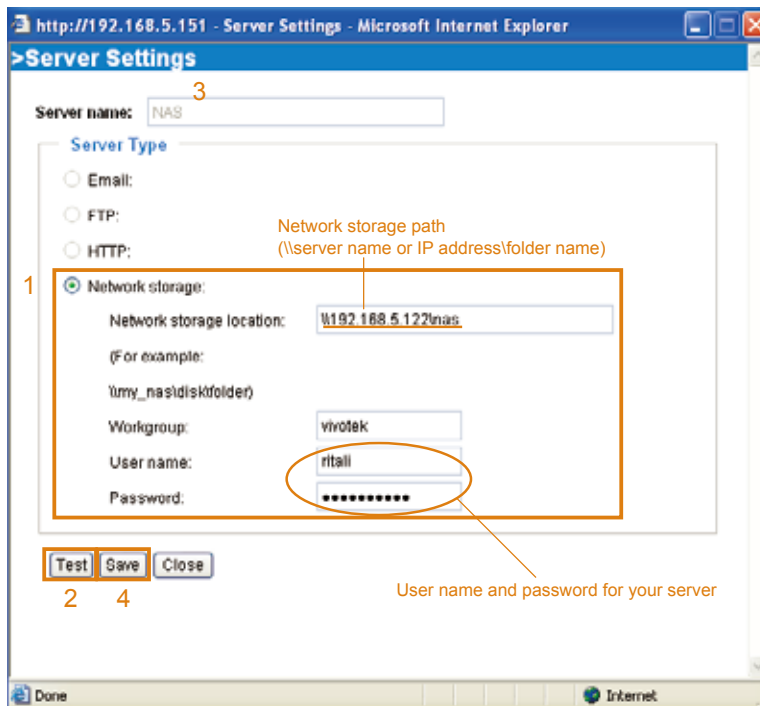 http://192.168.5.151 - Server Settings - Microsoft Internet Explorer
>Server Settings
3
Server name: NAS
Server Type
Email:
FTP:
Network storage path
HTTP:
(\\server name or IP address\folder name)
1
Network storage:
Network storage location: \\192.168.5.122\nas
(For example:
\\my_nas\disk\folder)
Workgroup: vivotek
User name: ritali
Password: ••••••••••
Test Save Close
2 4
User name and password for your server
Done Internet